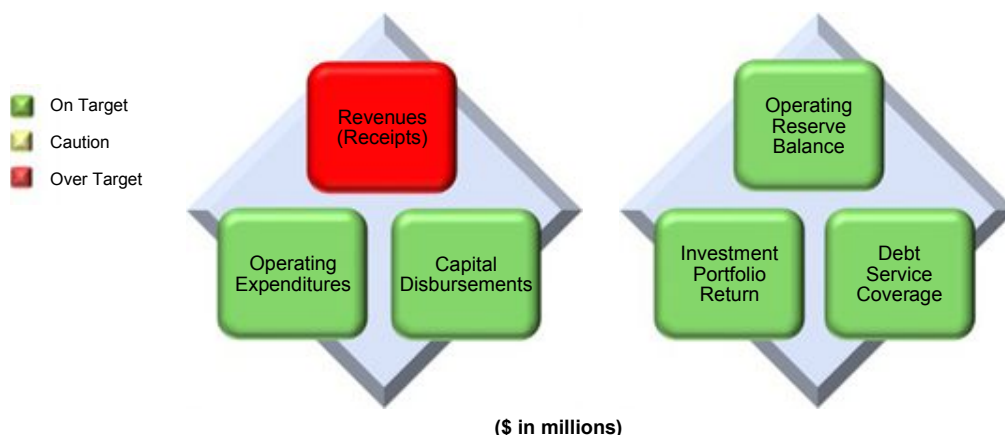 On Target
Caution
Over Target
Revenues
(Receipts)
Operating
Expenditures
Capital
Disbursements
Operating
Reserve
Balance
Investment
Portfolio
Return
Debt
Service
Coverage
($ in millions)